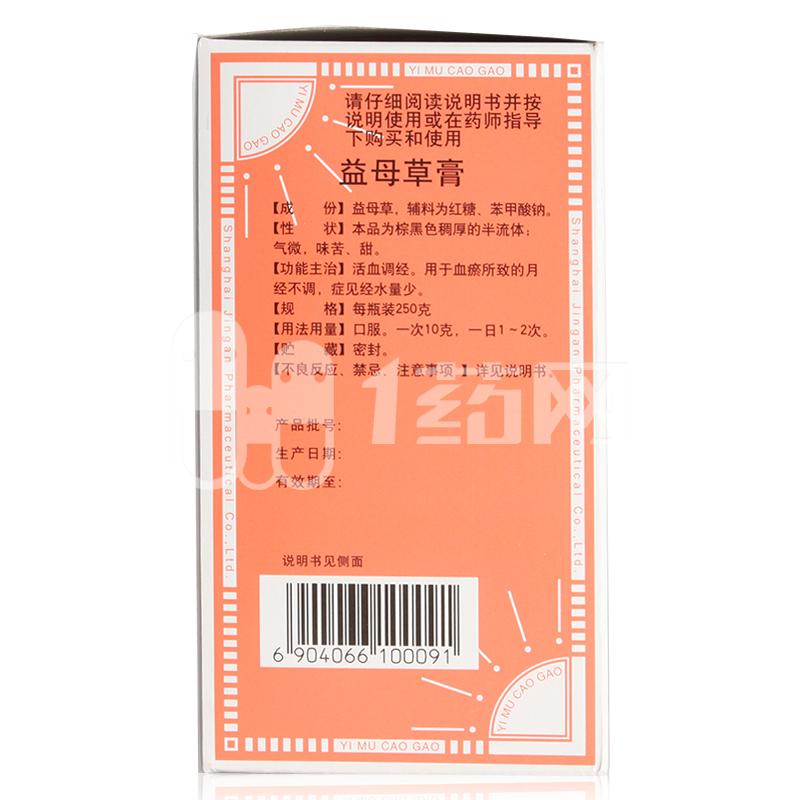 YI MU CAO GAO
YI MU CAO GAO
请仔细阅读说明书并按
说明使用或在药师指导
下购买和使用
益母草膏
【成 份】益母草，辅料为红糖、苯甲酸钠。
【性 状】本品为棕黑色稠厚的半流体；
气微，味苦、甜。
【功能主治】活血调经。用于血瘀所致的月
经不调，症见经水量少。
【规 格】每瓶装250克
【用法用量】口服。一次10克，一日1～2次。
【贮 藏】密封。
【不良反应、禁忌、注意事项】详见说明书。
1药网
产品批号：
生产日期：
有效期至：
Shanghai Jingan Pharmaceutical Co.,Ltd.
Shanghai Jingan Pharmaceutical Co.,Ltd.
说明书见侧面
6 904066 100091
YI MU CAO GAO
YI MU CAO GAO